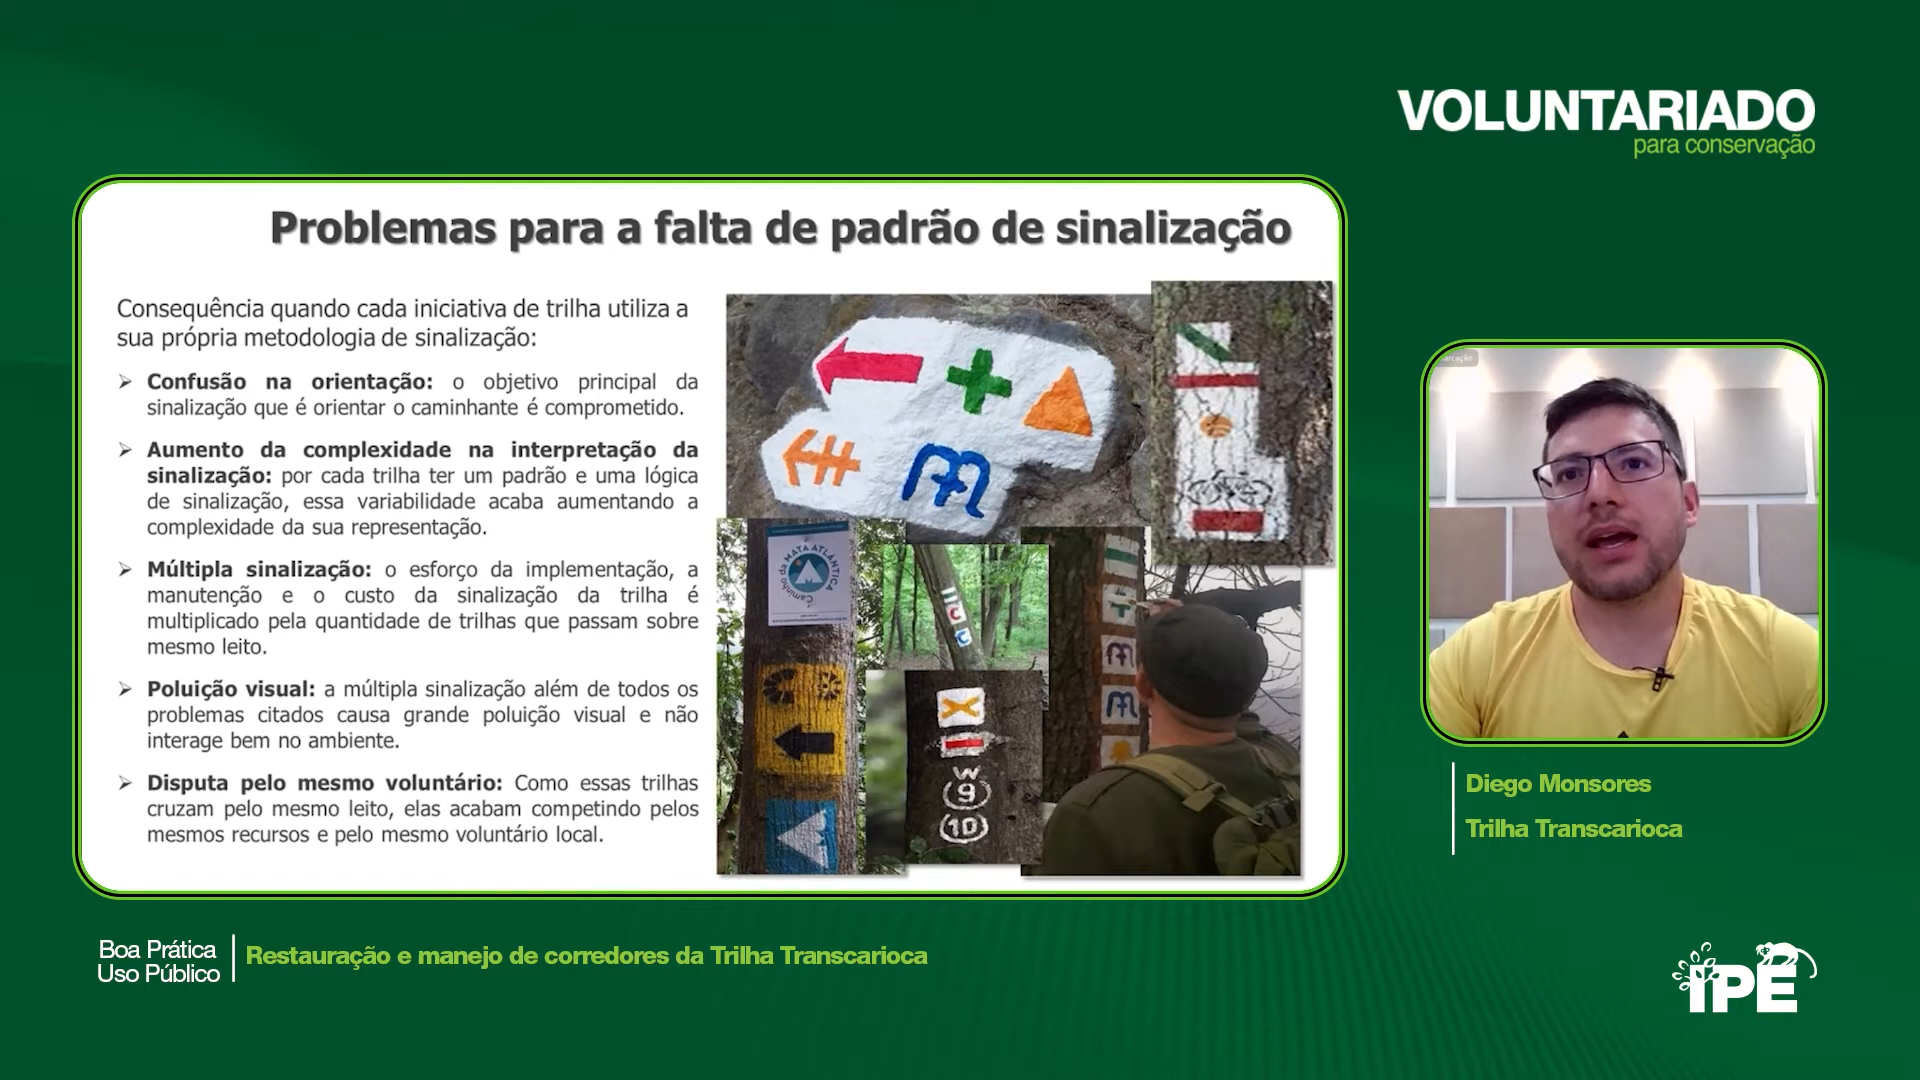 VOLUNTARIADO
para conservação
Problemas para a falta de padrão de sinalização
Consequência quando cada iniciativa de trilha utiliza a
sua própria metodologia de sinalização:
Confusão na orientação: o objetivo principal da
sinalização que é orientar o caminhante é comprometido.
Aumento da complexidade na interpretação da
sinalização: por cada trilha ter um padrão e uma lógica
de sinalização, essa variabilidade acaba aumentando a
complexidade da sua representação.
Múltipla sinalização: o esforço da implementação, a
manutenção e o custo da sinalização da trilha é
multiplicado pela quantidade de trilhas que passam sobre
mesmo leito.
Poluição visual: a múltipla sinalização além de todos os
problemas citados causa grande poluição visual e não
interage bem no ambiente.
Disputa pelo mesmo voluntário: Como essas trilhas
cruzam pelo mesmo leito, elas acabam competindo pelos
mesmos recursos e pelo mesmo voluntário local.
Caminho da MATA ATLÂNTICA
C
C
W
9
10
Diego Monsores
Trilha Transcarioca
Boa Prática
Uso Público
Restauração e manejo de corredores da Trilha Transcarioca
IPÊ